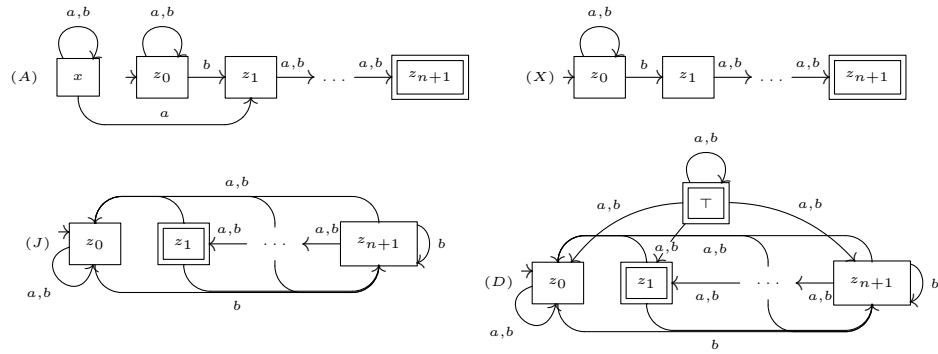 a,b a,b a,b
(A) x z0 b z1 a,b ... a,b zn+1 (X) z0 b z1 a,b ... a,b zn+1
a
a,b
a,b
⊤
a,b a,b
(J) z0 z1 a,b ... a,b zn+1 b
a,b a,b
a,b
b
(D) z0 z1 a,b ... a,b zn+1 b
a,b
b